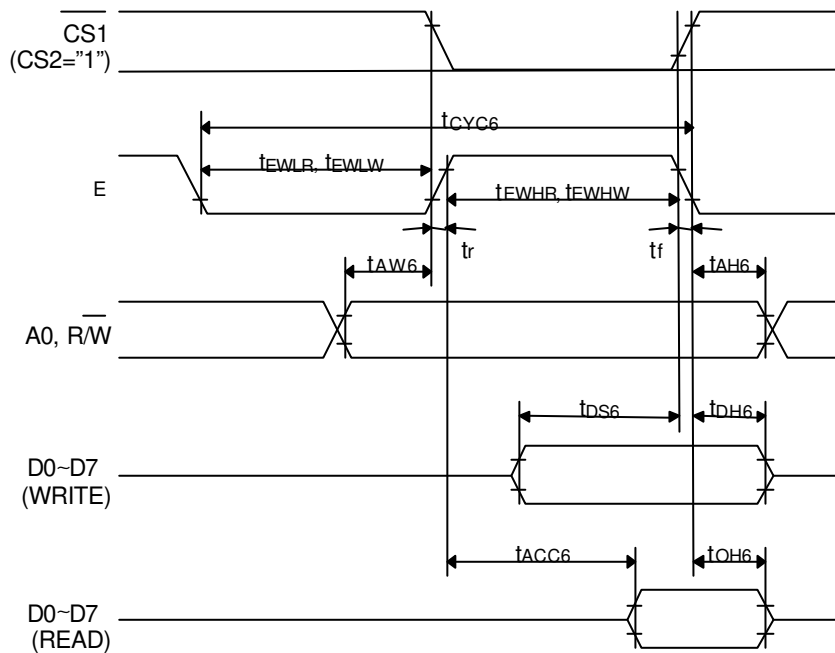 CS1
(CS2="1")
tCYC6
tEWLR, tEWLW
E
tEWHR, tEWHW
tr
tf
tAW6
tAH6
A0, R/W
tDS6
tDH6
D0~D7
(WRITE)
tACC6
tOH6
D0~D7
(READ)